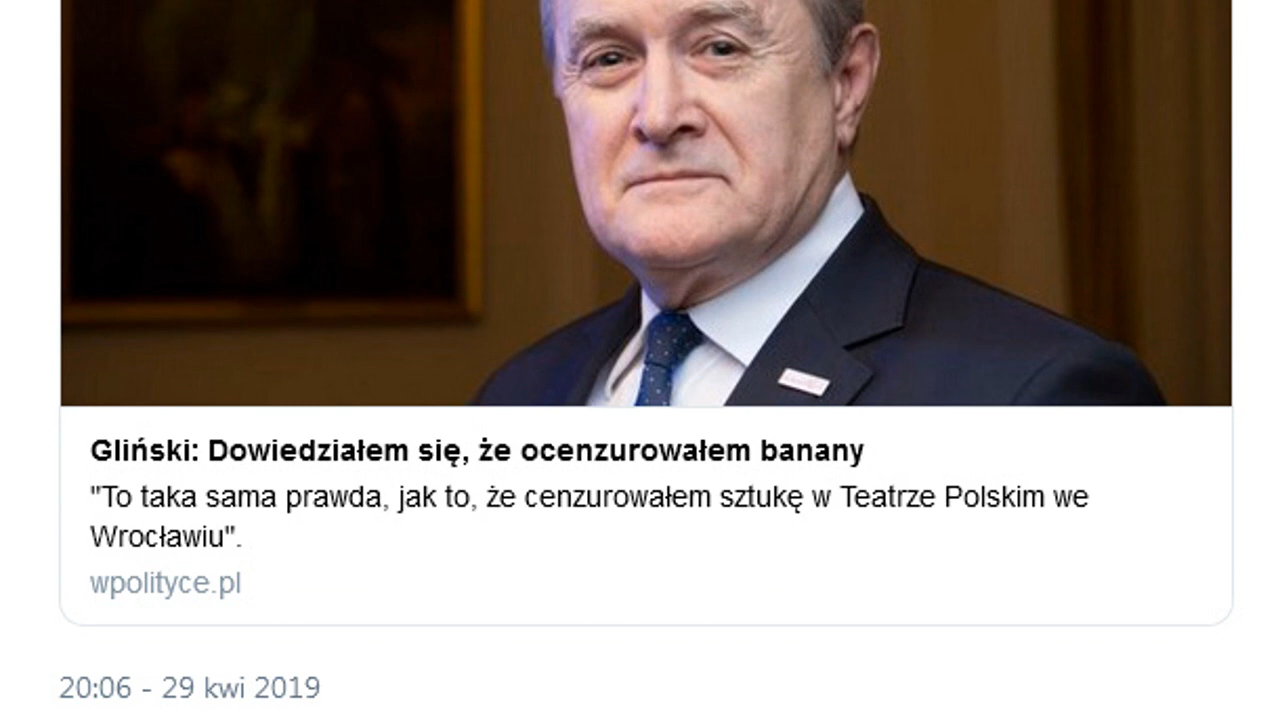 Gliński: Dowiedziałem się, że ocenzurowałem banany
"To taka sama prawda, jak to, że cenzurowałem sztukę w Teatrze Polskim we
Wrocławiu".
wpolityce.pl
20:06 - 29 kwi 2019